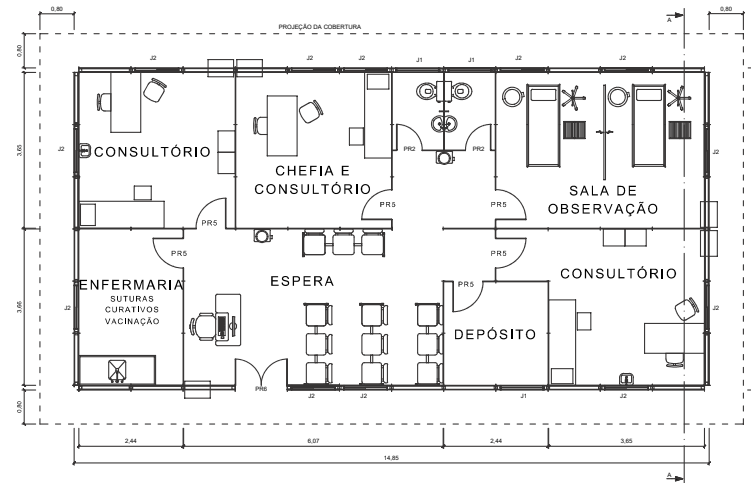 0,80
0,80
A
PROJEÇÃO DA COBERTURA
0,80
J2
J2
J2
J1
J1
J2
J2
3,65
J2
J2
CONSULTÓRIO
CHEFIA E
CONSULTÓRIO
PR2
PR2
SALA DE
OBSERVAÇÃO
PR5
PR5
PR5
PR5
PR5
ENFERMARIA
SUTURAS
CURATIVOS
VACINAÇÃO
ESPERA
CONSULTÓRIO
PR5
DEPÓSITO
3,66
J2
J2
PR6
J2
J2
J1
J2
0,80
2,44
6,07
2,44
3,65
14,85
A